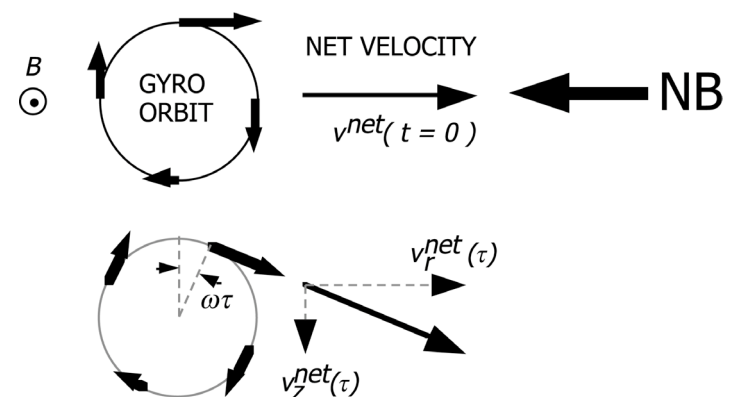 B
GYRO
ORBIT
NET VELOCITY
v^net( t = 0 )
NB
ωτ
v_r^net(τ)
v_z^net(τ)